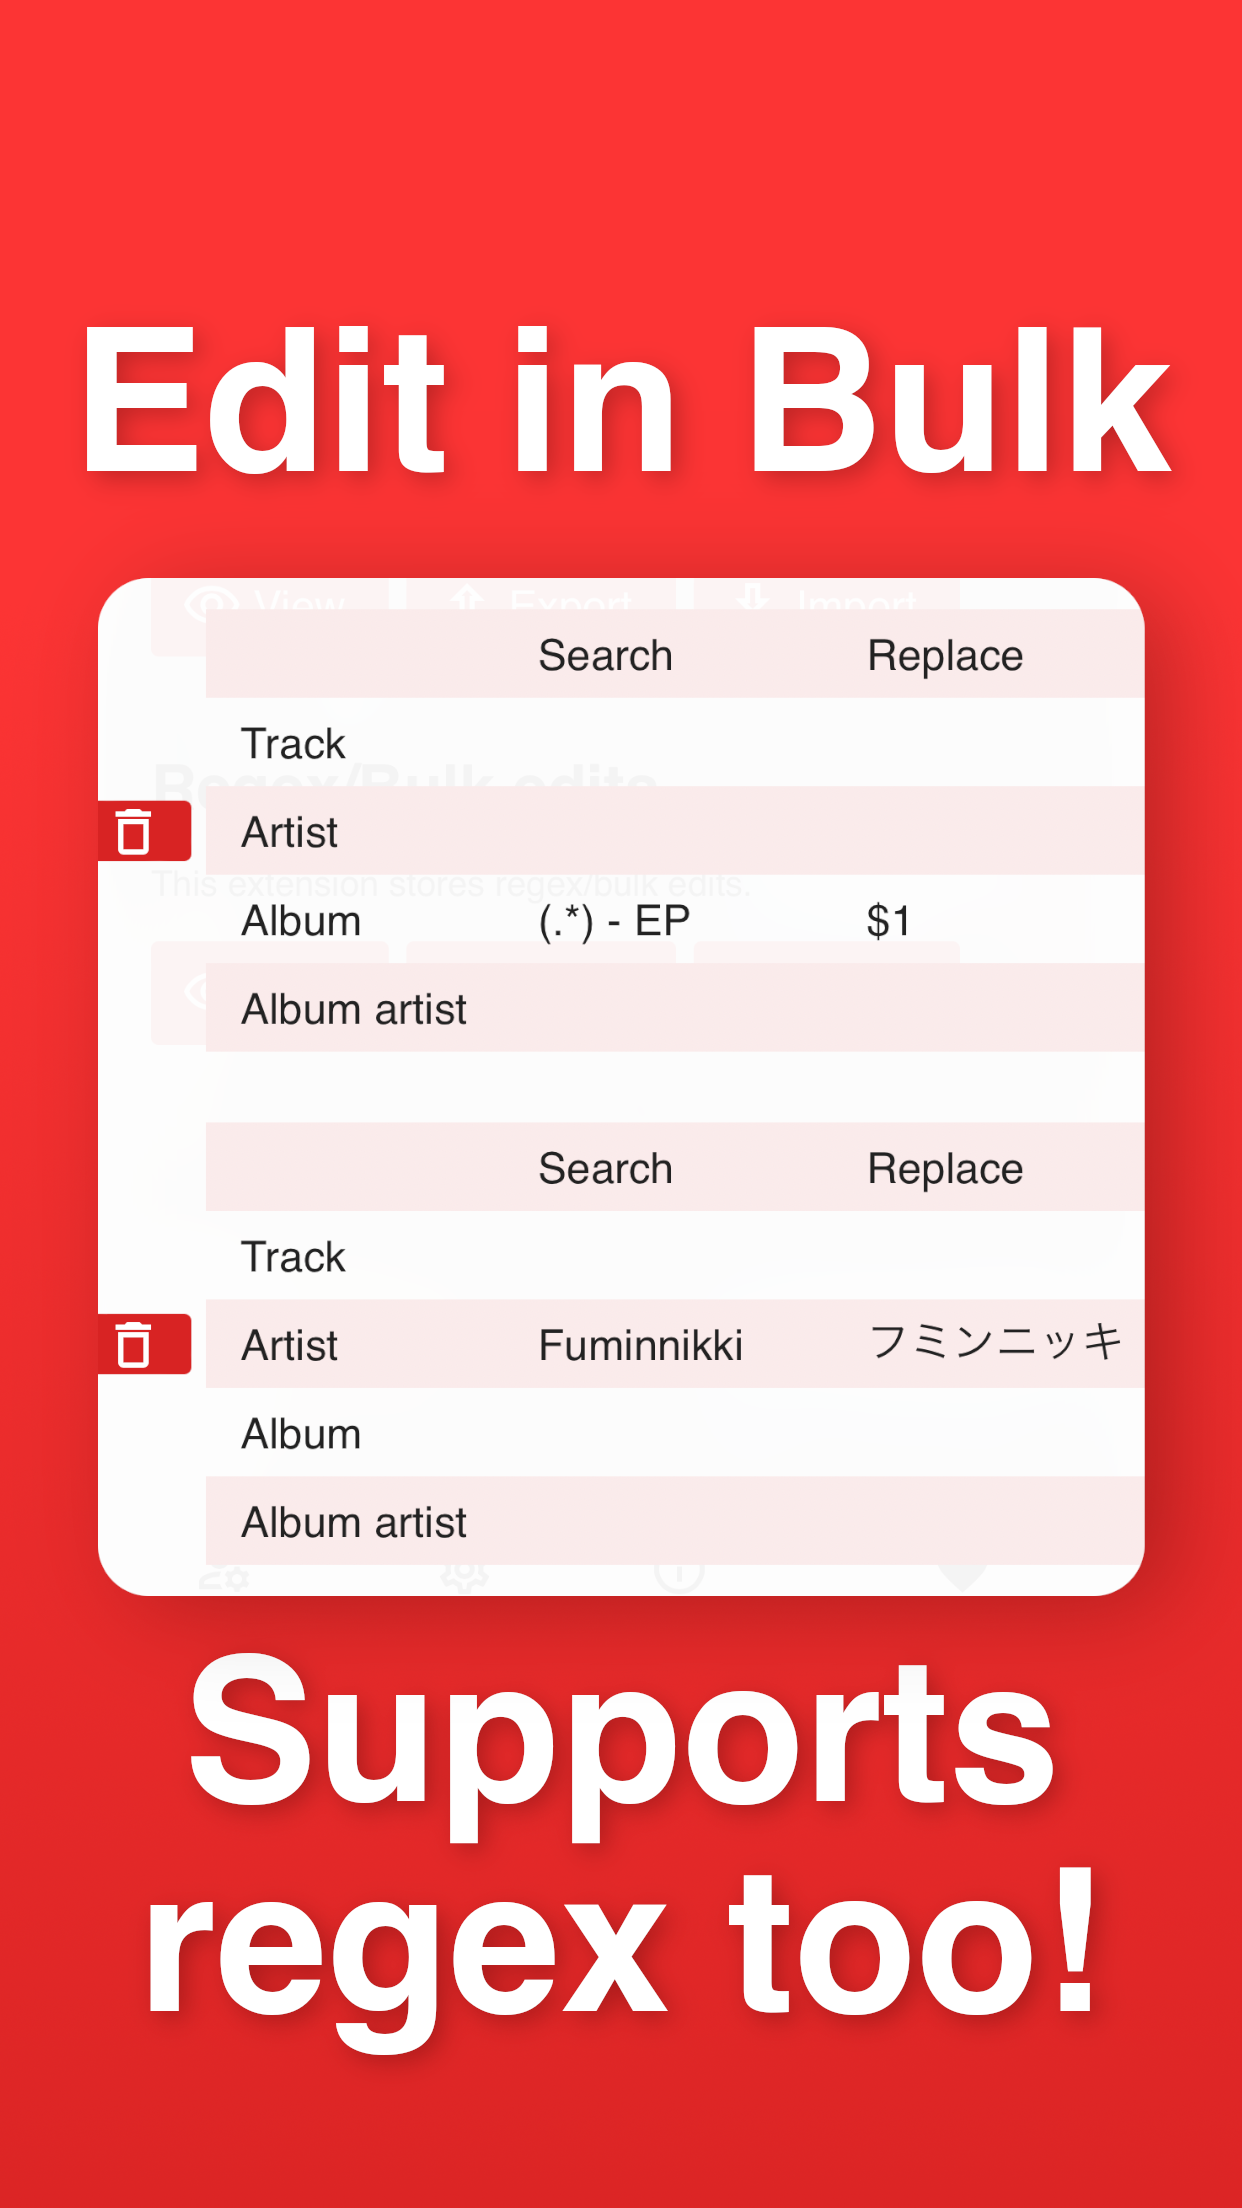 Edit in Bulk
View Export Import
Search Replace
Track
Regex/Bulk edits
Artist
This extension stores regex/bulk edits.
Album (.*) - EP $1
Album artist
Search Replace
Track
Artist Fuminnikki フミンニッキ
Album
Album artist
Supports
regex too!